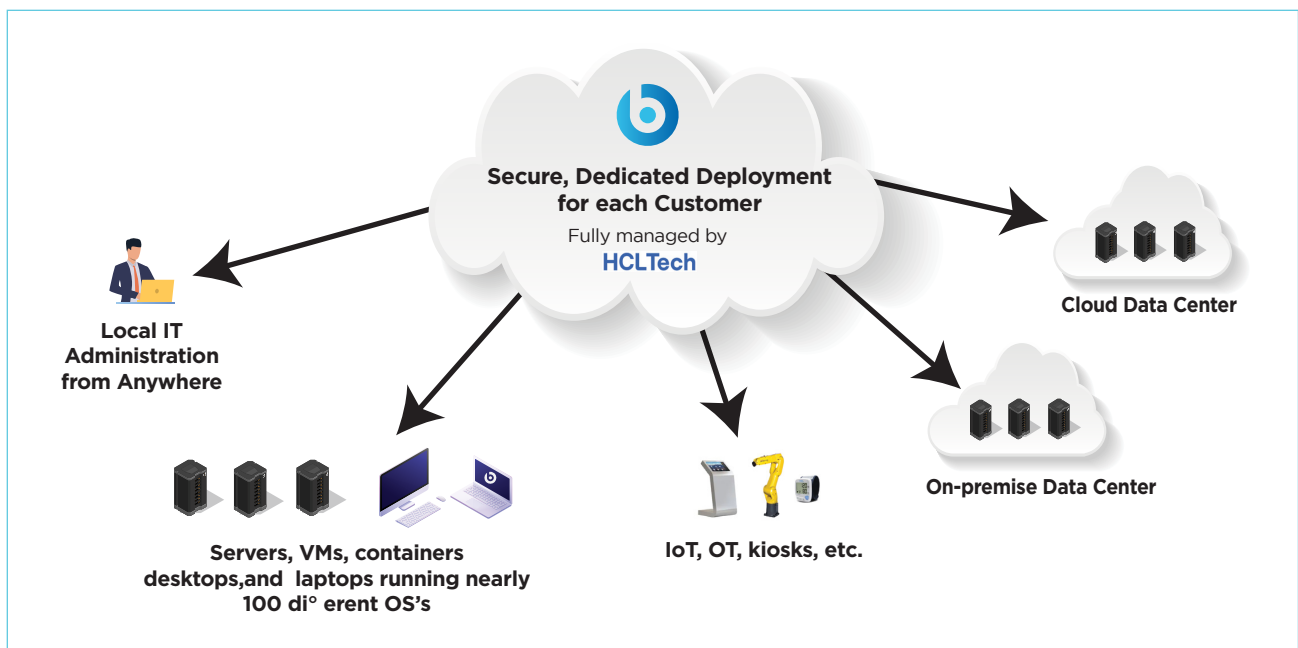 Secure, Dedicated Deployment
for each Customer
Fully managed by
HCLTech
Local IT
Administration
from Anywhere
Servers, VMs, containers
desktops,and laptops running nearly
100 di° erent OS's
IoT, OT, kiosks, etc.
On-premise Data Center
Cloud Data Center